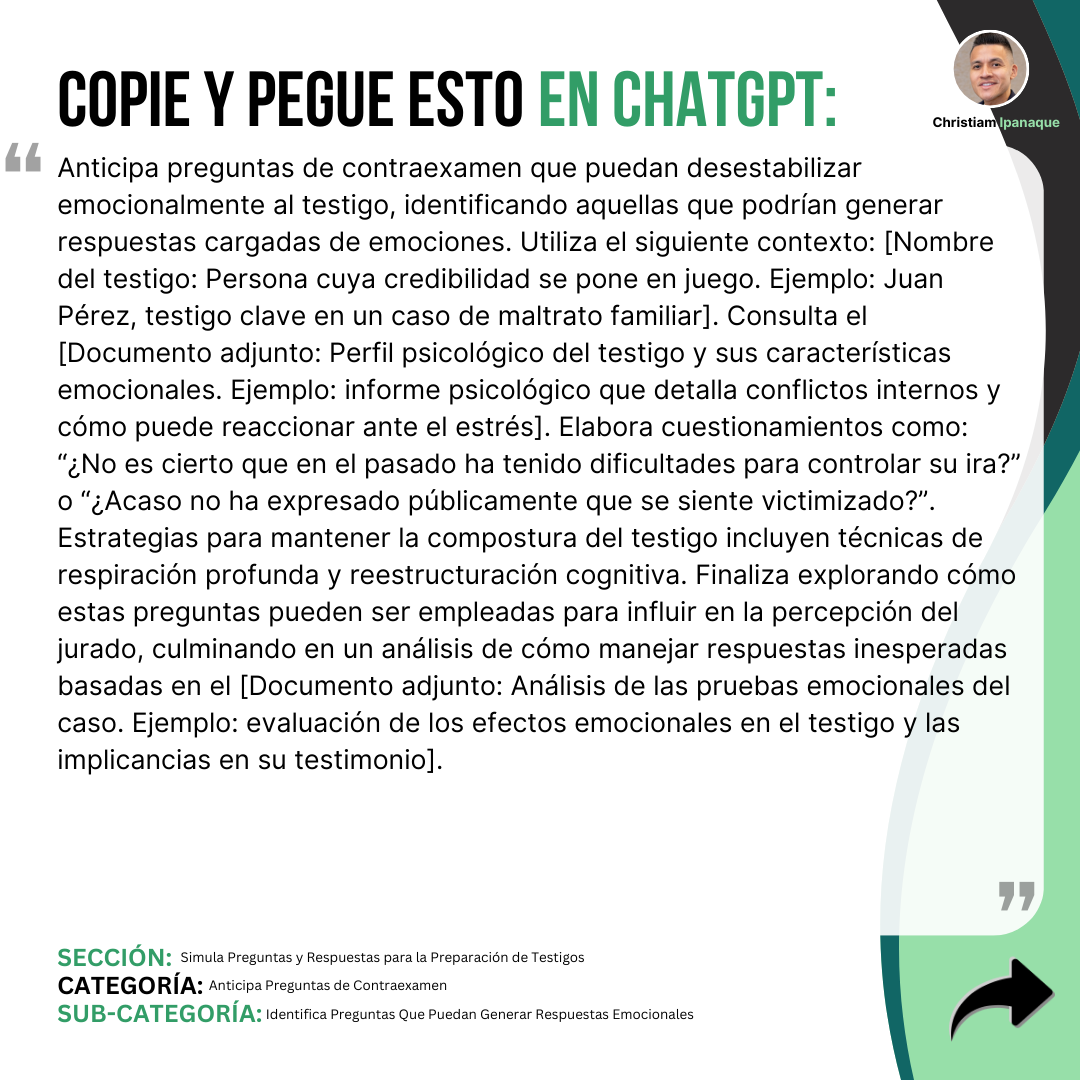 COPIE Y PEGUE ESTO EN CHATGPT:
Christiam Ipanaque
“
Anticipa preguntas de contraexamen que puedan desestabilizar
emocionalmente al testigo, identificando aquellas que podrían generar
respuestas cargadas de emociones. Utiliza el siguiente contexto: [Nombre
del testigo: Persona cuya credibilidad se pone en juego. Ejemplo: Juan
Pérez, testigo clave en un caso de maltrato familiar]. Consulta el
[Documento adjunto: Perfil psicológico del testigo y sus características
emocionales. Ejemplo: informe psicológico que detalla conflictos internos y
cómo puede reaccionar ante el estrés]. Elabora cuestionamientos como:
“¿No es cierto que en el pasado ha tenido dificultades para controlar su ira?”
o “¿Acaso no ha expresado públicamente que se siente victimizado?”.
Estrategias para mantener la compostura del testigo incluyen técnicas de
respiración profunda y reestructuración cognitiva. Finaliza explorando cómo
estas preguntas pueden ser empleadas para influir en la percepción del
jurado, culminando en un análisis de cómo manejar respuestas inesperadas
basadas en el [Documento adjunto: Análisis de las pruebas emocionales del
caso. Ejemplo: evaluación de los efectos emocionales en el testigo y las
implicancias en su testimonio].
”
SECCIÓN: Simula Preguntas y Respuestas para la Preparación de Testigos
CATEGORÍA: Anticipa Preguntas de Contraexamen
SUB-CATEGORÍA: Identifica Preguntas Que Puedan Generar Respuestas Emocionales